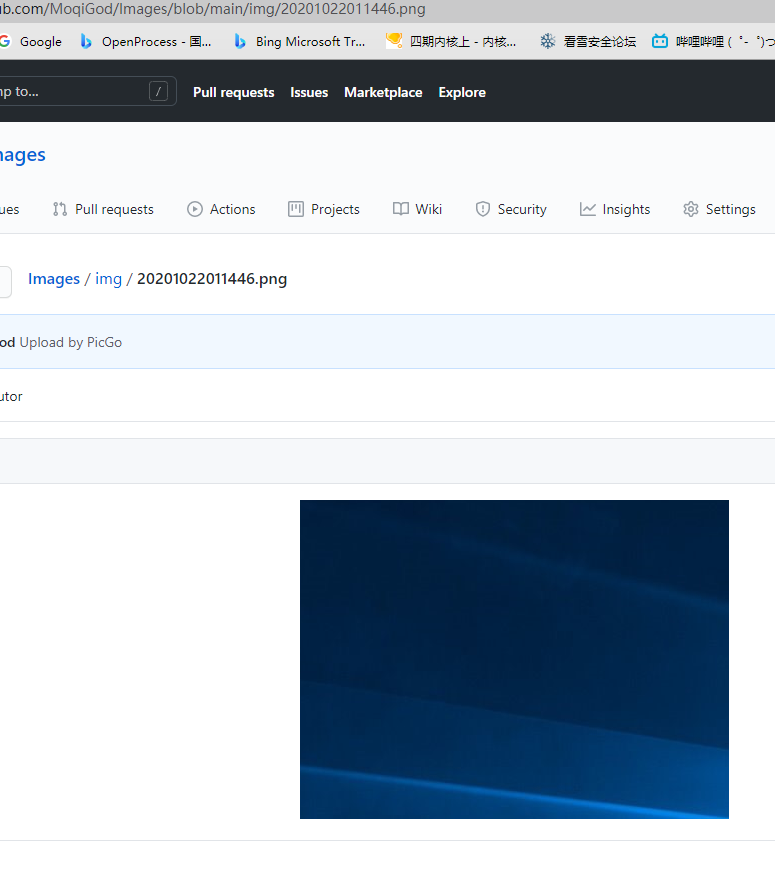 ub.com/MoqiGod/Images/blob/main/img/20201022011446.png
Google OpenProcess - 国... Bing Microsoft Tr... 四期内核上 - 内核... 看雪安全论坛 哔哩哔哩 ( ゜- ゜)つ
np to... / Pull requests Issues Marketplace Explore
mages
ues Pull requests Actions Projects Wiki Security Insights Settings
Images / img / 20201022011446.png
od Upload by PicGo
utor